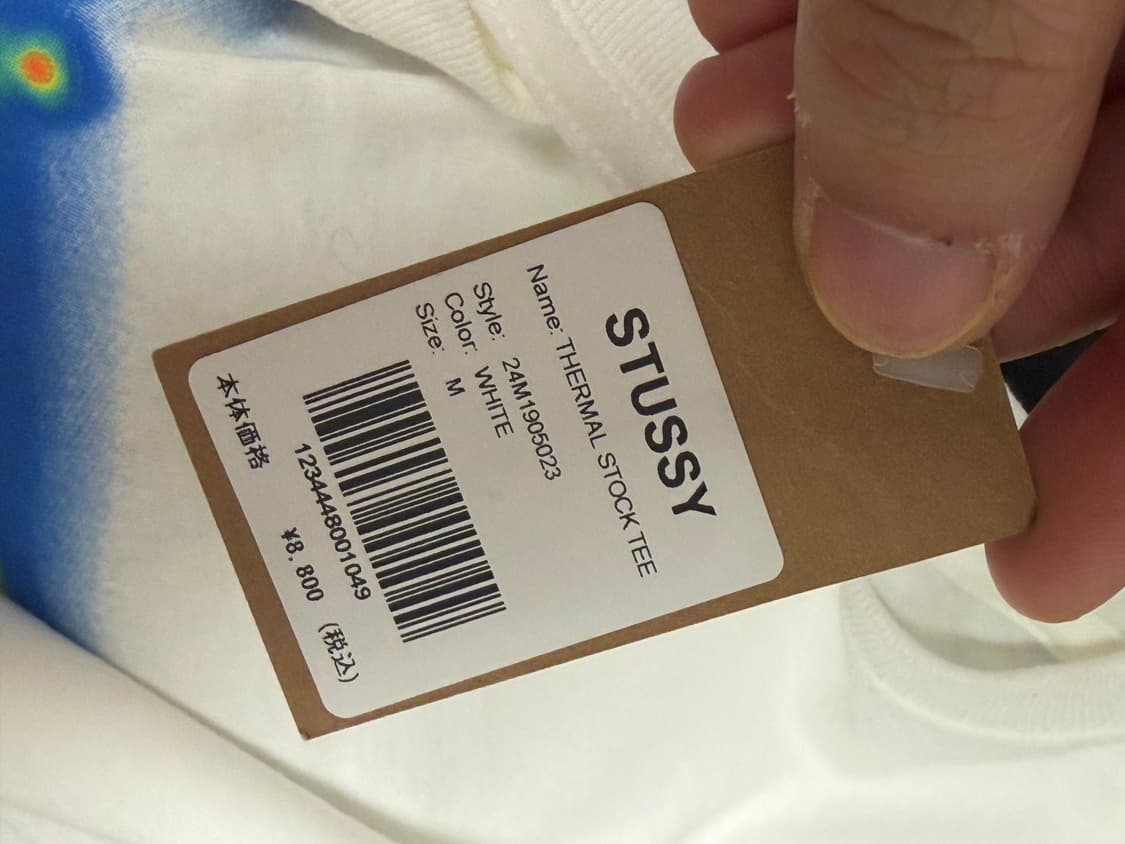 STUSSY
Name: THERMAL STOCK TEE
Style: 24M1905023
Color: WHITE
Size: M
1234448001049
本体価格 ¥8,800 (税込)